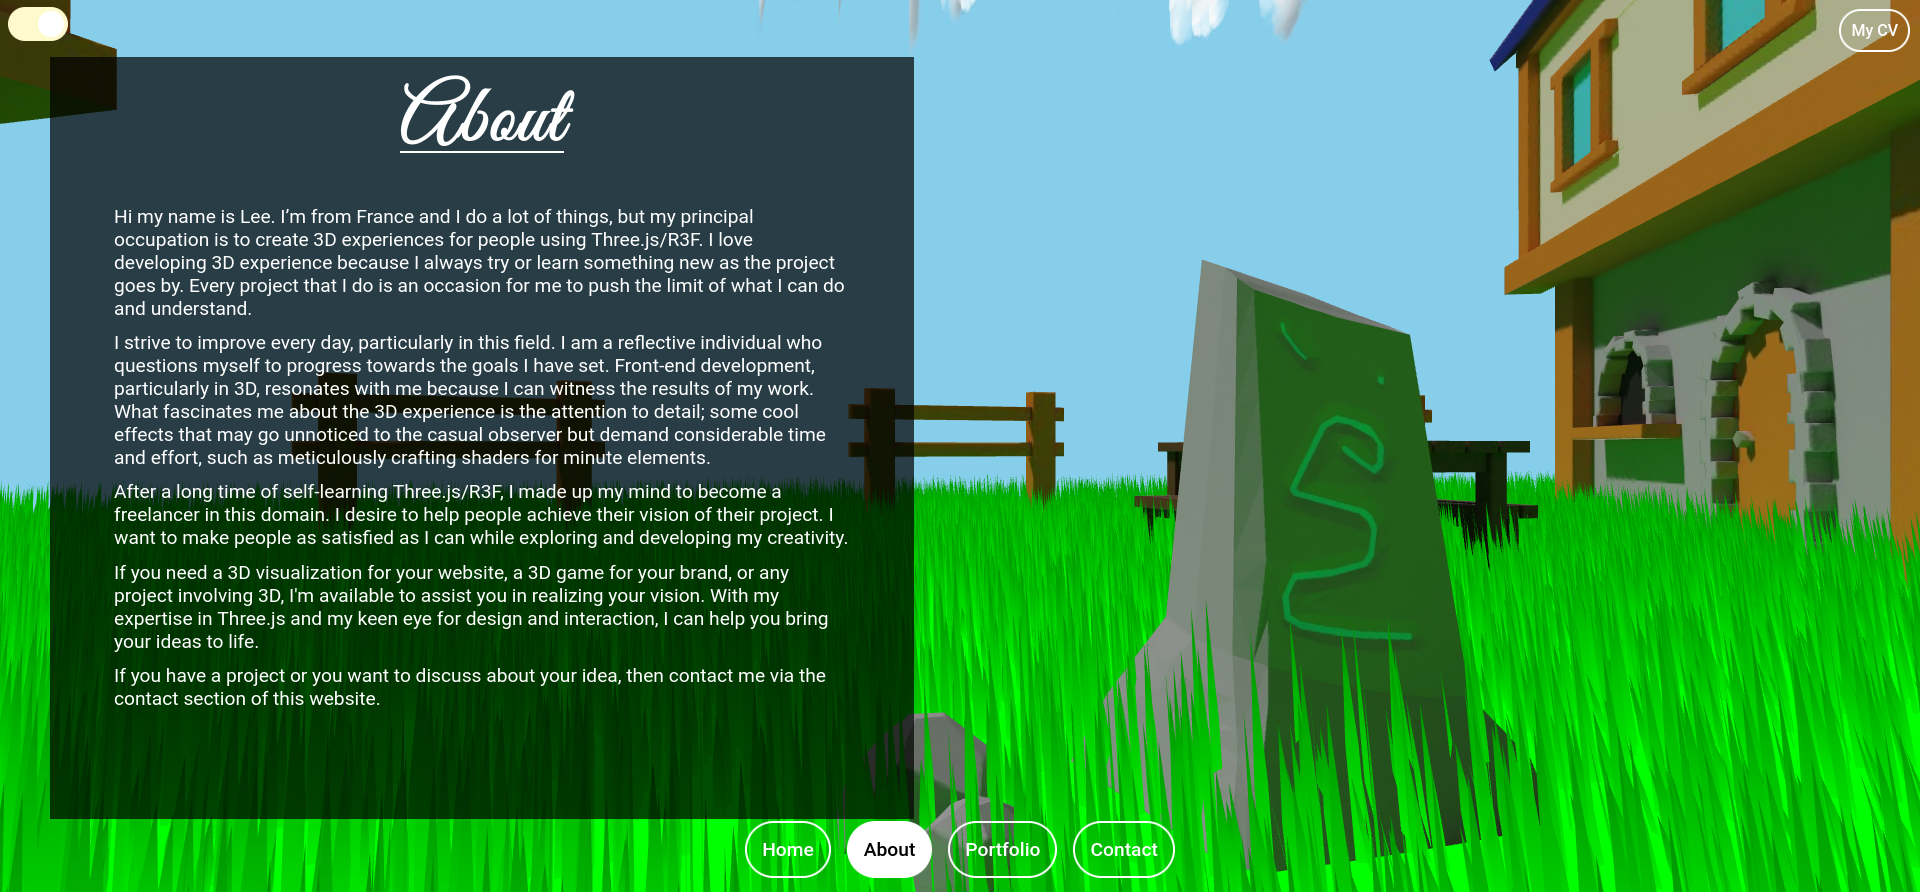 My CV
About
Hi my name is Lee. I’m from France and I do a lot of things, but my principal
occupation is to create 3D experiences for people using Three.js/R3F. I love
developing 3D experience because I always try or learn something new as the project
goes by. Every project that I do is an occasion for me to push the limit of what I can do
and understand.
I strive to improve every day, particularly in this field. I am a reflective individual who
questions myself to progress towards the goals I have set. Front-end development,
particularly in 3D, resonates with me because I can witness the results of my work.
What fascinates me about the 3D experience is the attention to detail; some cool
effects that may go unnoticed to the casual observer but demand considerable time
and effort, such as meticulously crafting shaders for minute elements.
After a long time of self-learning Three.js/R3F, I made up my mind to become a
freelancer in this domain. I desire to help people achieve their vision of their project. I
want to make people as satisfied as I can while exploring and developing my creativity.
If you need a 3D visualization for your website, a 3D game for your brand, or any
project involving 3D, I'm available to assist you in realizing your vision. With my
expertise in Three.js and my keen eye for design and interaction, I can help you bring
your ideas to life.
If you have a project or you want to discuss about your idea, then contact me via the
contact section of this website.
Home
About
Portfolio
Contact